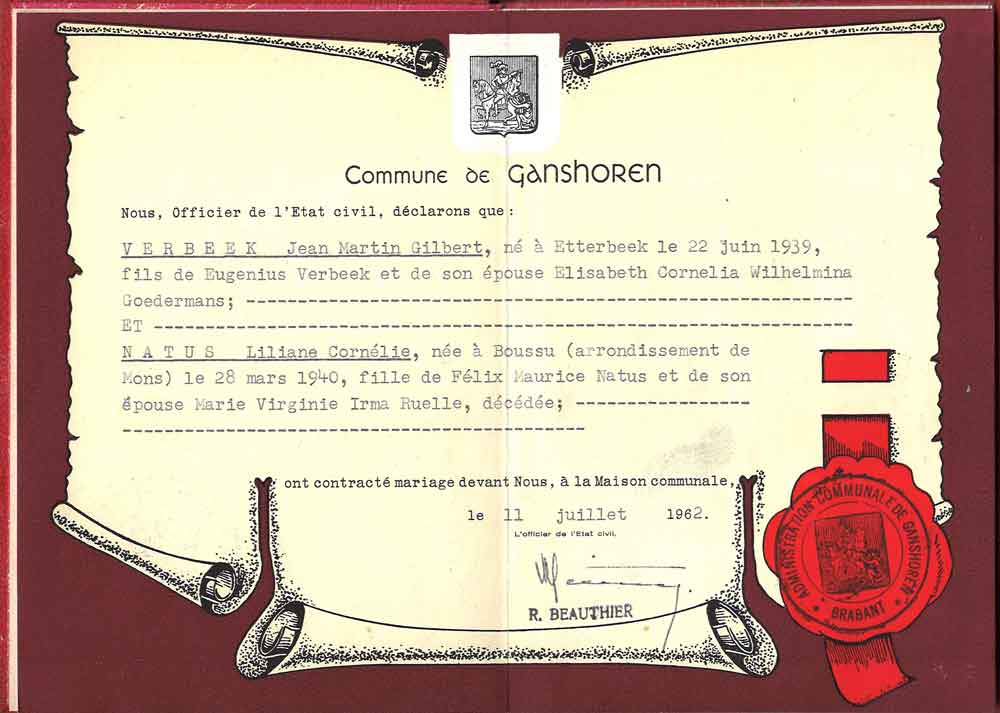 Commune de Ganshoren
Nous, Officier de l'Etat civil, déclarons que :
V E R B E E K   Jean Martin Gilbert, né à Etterbeek le 22 juin 1939,
fils de Eugenius Verbeek et de son épouse Elisabeth Cornelia Wilhelmina
Goedermans; -----------------------------------------------------------
ET --------------------------------------------------------------------
N A T U S   Liliane Cornélie, née à Boussu (arrondissement de
Mons) le 28 mars 1940, fille de Félix Maurice Natus et de son
épouse Marie Virginie Irma Ruelle, décédée; -----------------
---------------------------------------------
ont contracté mariage devant Nous, à la Maison communale,
le 11 juillet 1962.
L'officier de l'Etat civil,
R. BEAUTHIER
ADMINISTRATION COMMUNALE DE GANSHOREN
• BRABANT •